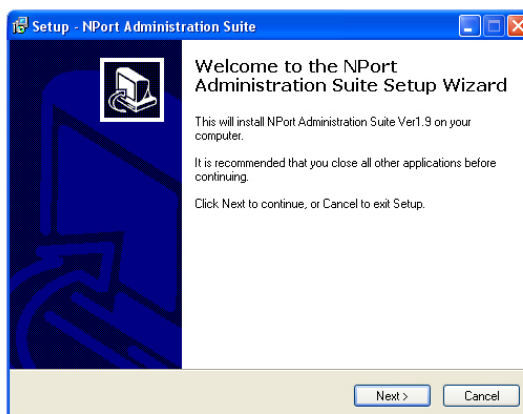 Setup - NPort Administration Suite
Welcome to the NPort
Administration Suite Setup Wizard
This will install NPort Administration Suite Ver1.9 on your
computer.
It is recommended that you close all other applications before
continuing.
Click Next to continue, or Cancel to exit Setup.
Next >
Cancel